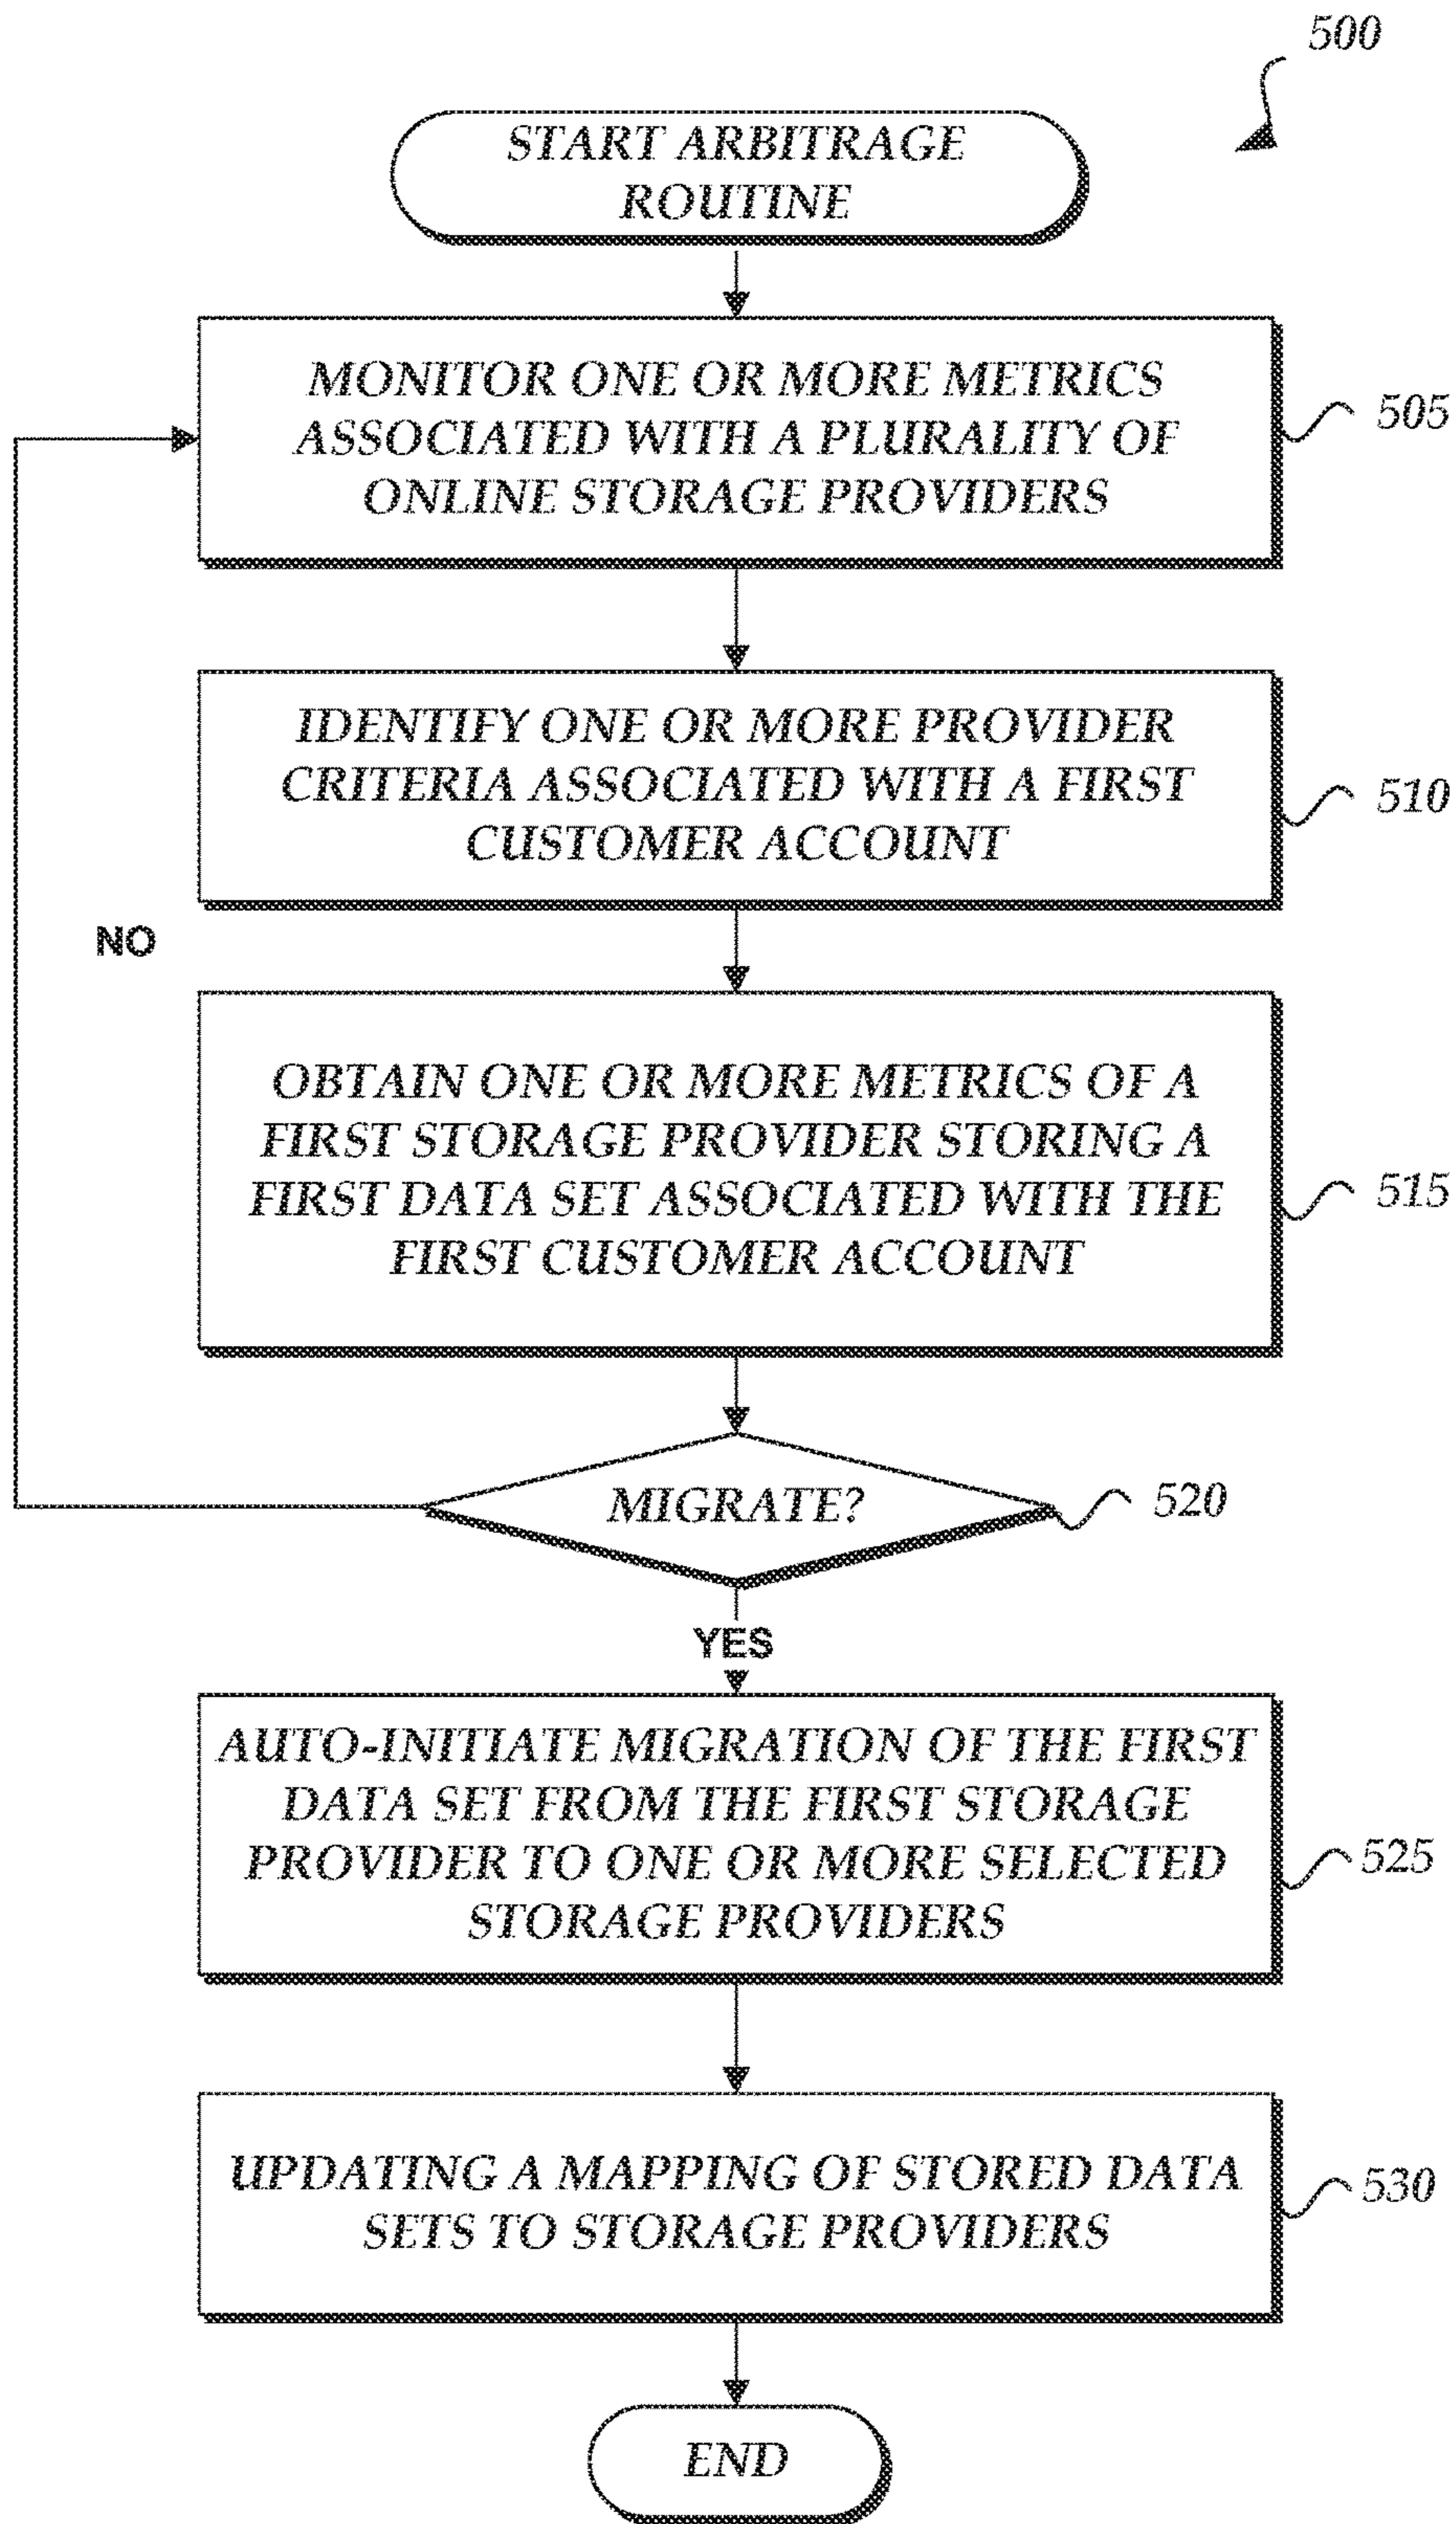 500
START ARBITRAGE
ROUTINE
MONITOR ONE OR MORE METRICS
ASSOCIATED WITH A PLURALITY OF
ONLINE STORAGE PROVIDERS
505
IDENTIFY ONE OR MORE PROVIDER
CRITERIA ASSOCIATED WITH A FIRST
CUSTOMER ACCOUNT
510
NO
OBTAIN ONE OR MORE METRICS OF A
FIRST STORAGE PROVIDER STORING A
FIRST DATA SET ASSOCIATED WITH THE
FIRST CUSTOMER ACCOUNT
515
MIGRATE?
520
YES
AUTO-INITIATE MIGRATION OF THE FIRST
DATA SET FROM THE FIRST STORAGE
PROVIDER TO ONE OR MORE SELECTED
STORAGE PROVIDERS
525
UPDATING A MAPPING OF STORED DATA
SETS TO STORAGE PROVIDERS
530
END